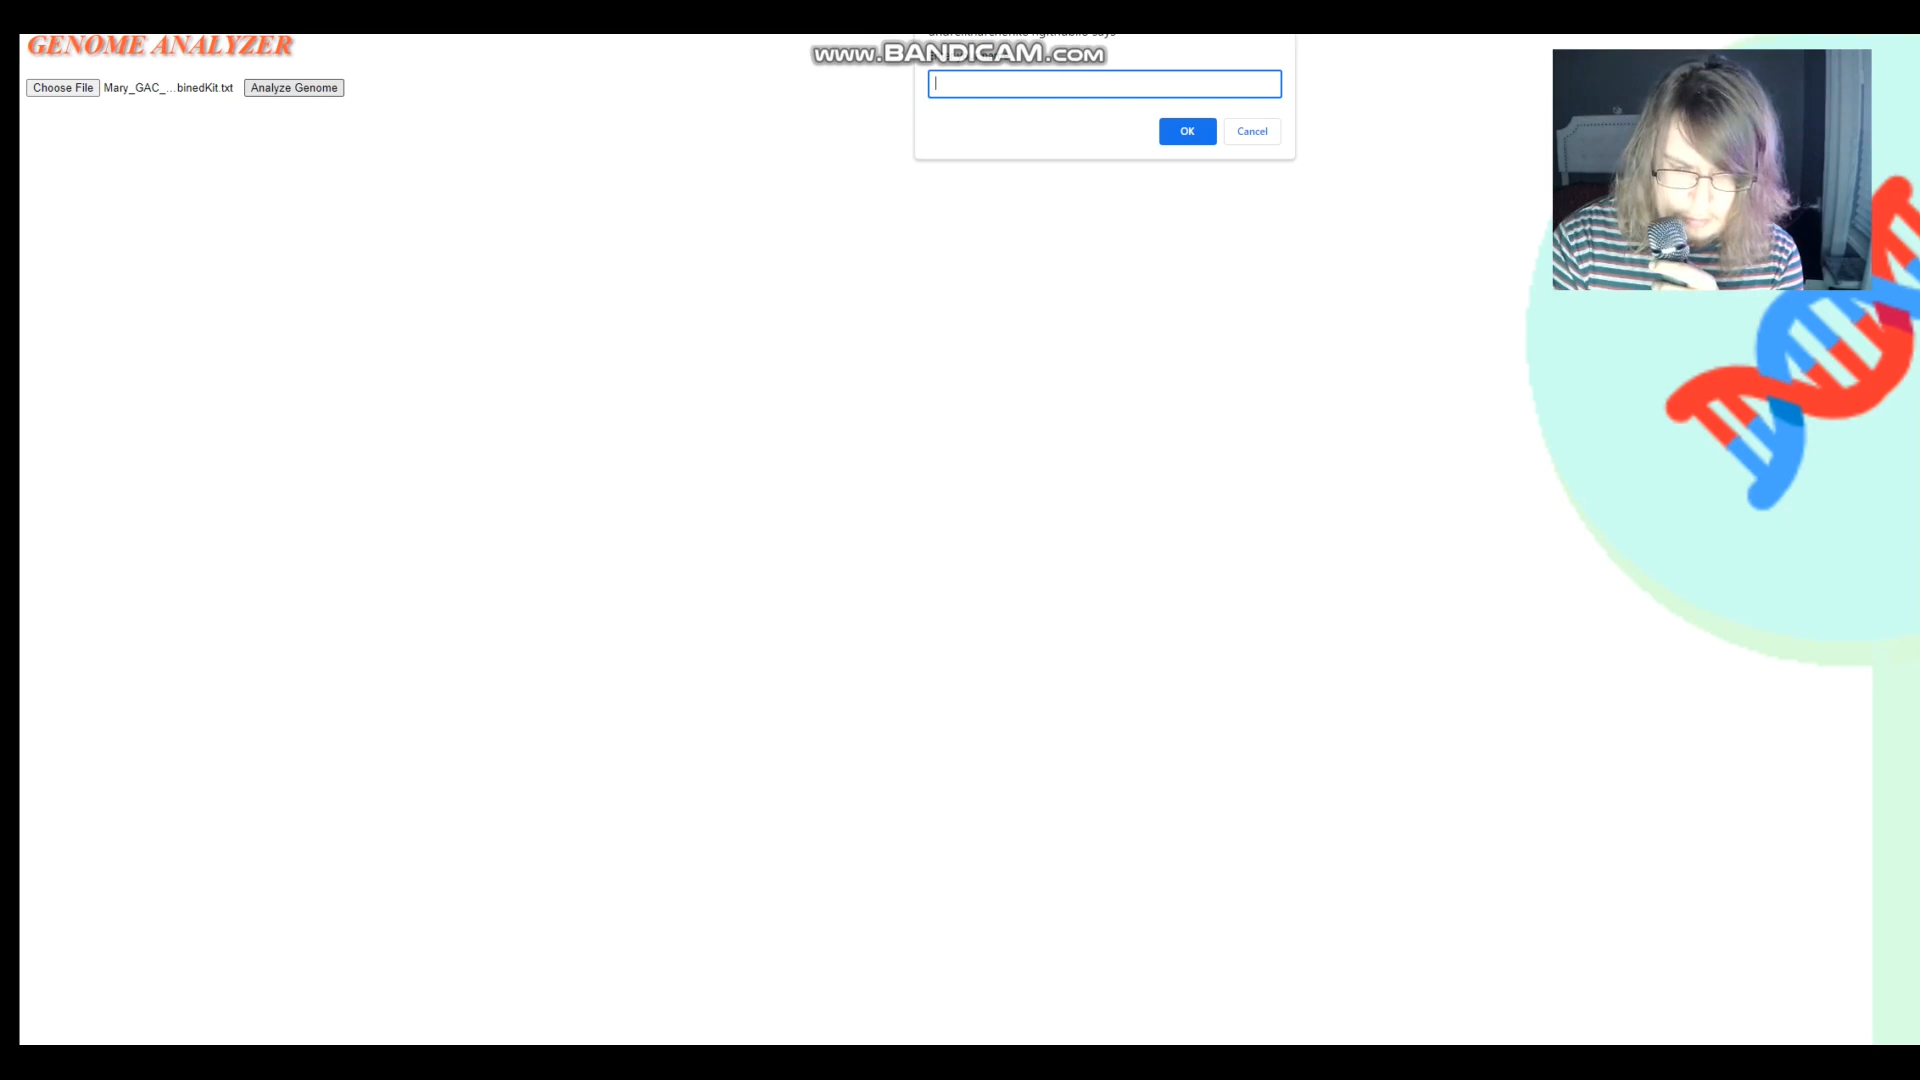 GENOME ANALYZER
www.BANDICAM.com
Choose File Mary_GAC_...binedKit.txt Analyze Genome
OK Cancel